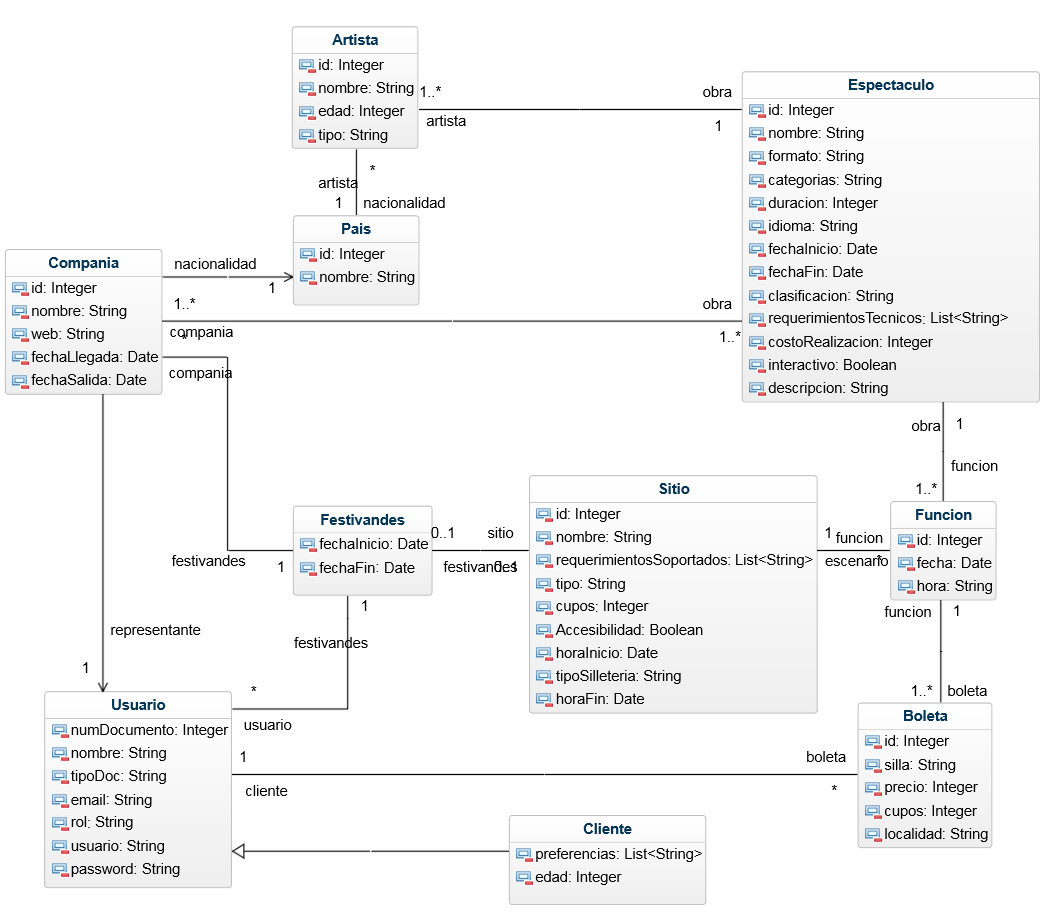 Artista
id: Integer
nombre: String
edad: Integer
tipo: String
1..*
artista
obra
1
Espectaculo
id: Integer
nombre: String
formato: String
categorias: String
duracion: Integer
idioma: String
fechaInicio: Date
fechaFin: Date
clasificacion: String
requerimientosTecnicos: List<String>
costoRealizacion: Integer
interactivo: Boolean
descripcion: String
*
artista
1
nacionalidad
Pais
id: Integer
nombre: String
Compania
id: Integer
nombre: String
web: String
fechaLlegada: Date
fechaSalida: Date
nacionalidad
1
1..*
compania
obra
1..*
*
compania
festivandes
1
representante
1
Festivandes
fechaInicio: Date
fechaFin: Date
0..1
sitio
festivandes
0..1
1
festivandes
*
usuario
Sitio
id: Integer
nombre: String
requerimientosSoportados: List<String>
tipo: String
cupos: Integer
Accesibilidad: Boolean
horaInicio: Date
tipoSilleteria: String
horaFin: Date
1
funcion
escenario
*
obra
1
funcion
1..*
Funcion
id: Integer
fecha: Date
hora: String
funcion
1
1..*
boleta
Usuario
numDocumento: Integer
nombre: String
tipoDoc: String
email: String
rol: String
usuario: String
password: String
1
cliente
boleta
*
Boleta
id: Integer
silla: String
precio: Integer
cupos: Integer
localidad: String
Cliente
preferencias: List<String>
edad: Integer